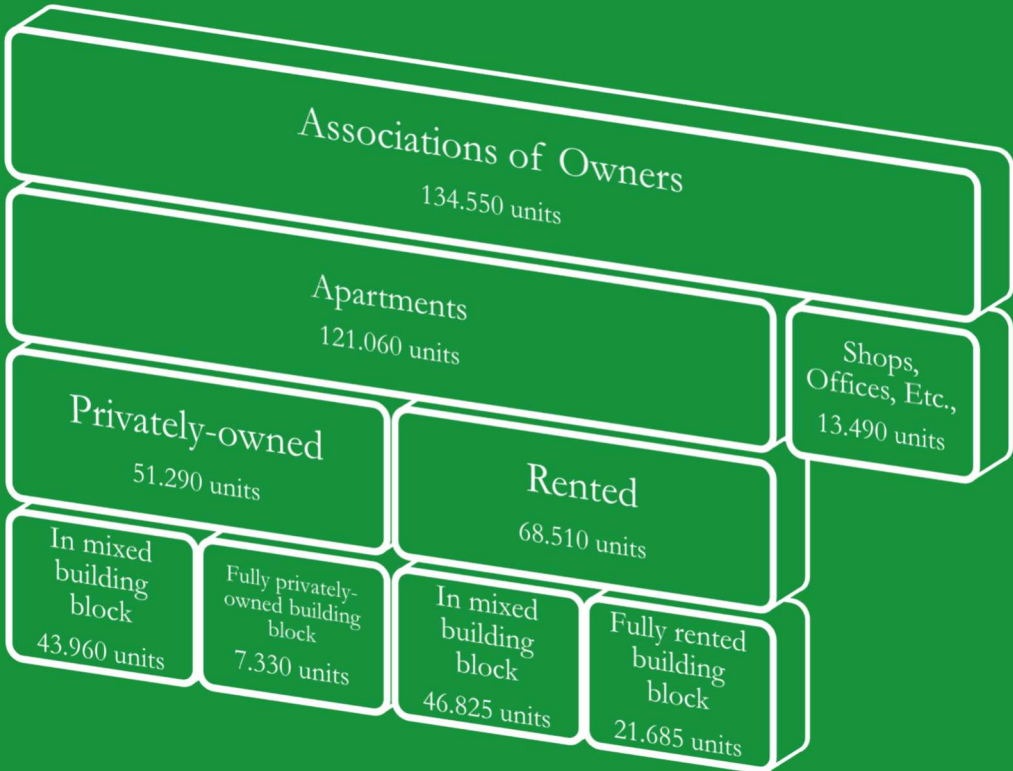 Associations of Owners
134.550 units
Apartments
121.060 units
Shops,
Offices, Etc.,
13.490 units
Privately-owned
51.290 units
Rented
68.510 units
In mixed
building
block
43.960 units
Fully privately-
owned building
block
7.330 units
In mixed
building
block
46.825 units
Fully rented
building
block
21.685 units